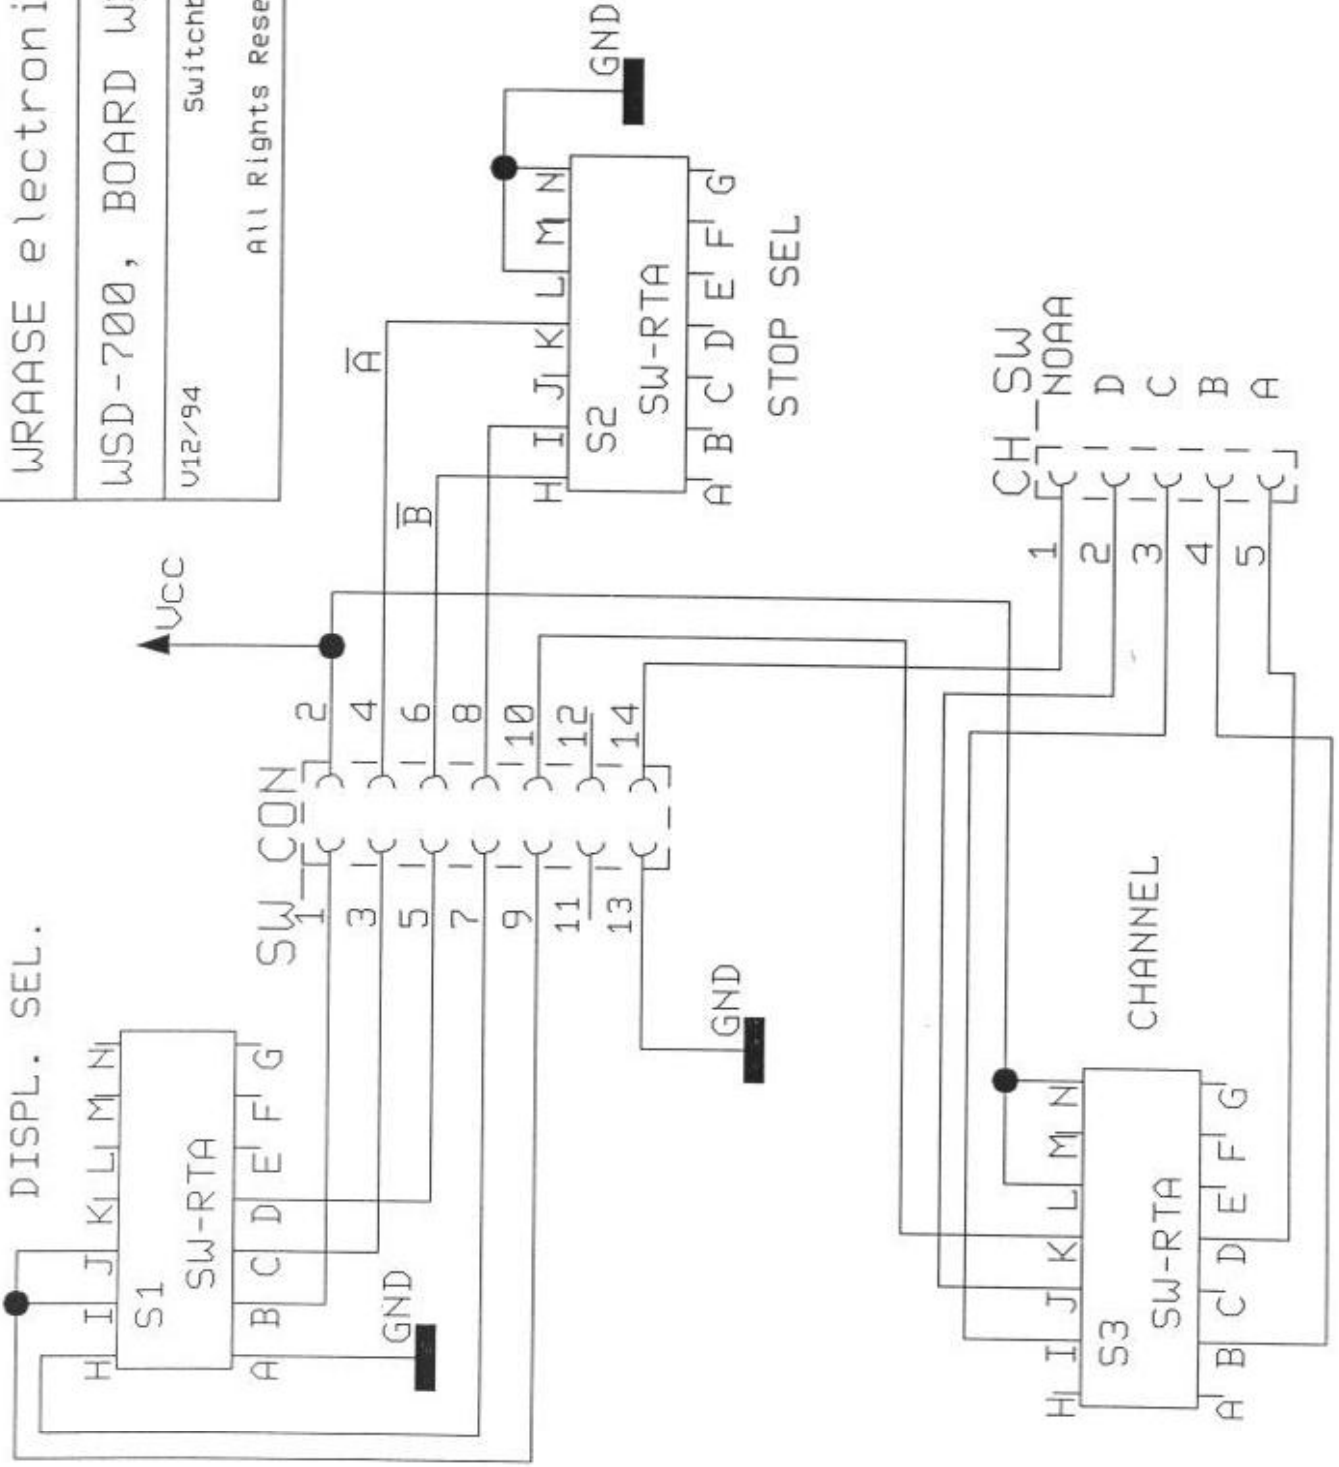 WRAASE electroni
WSD-700, BOARD W
V12/94
Switchb
All Rights Rese
DISPL. SEL.
H I J K L M N
S1
SW-RTA
A B C D E F G
GND
SW_CON
1 2
3 4
5 6
7 8
9 10
11 12
13 14
GND
Vcc
A̅
B̅
GND
H I J K L M N
S2
SW-RTA
A B C D E F G
STOP SEL
CH_SW
1 NOAA
2 D
3 C
4 B
5 A
CHANNEL
H I J K L M N
S3
SW-RTA
A B C D E F G